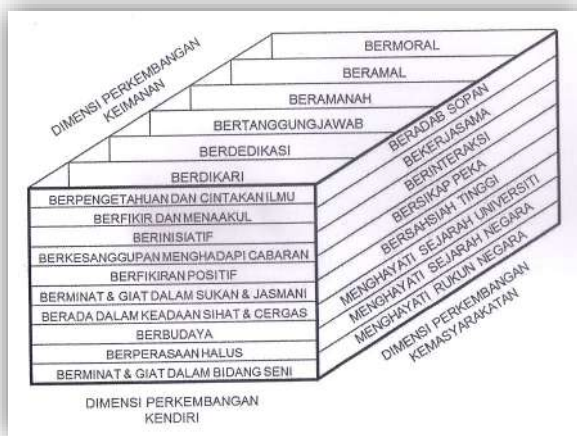 DIMENSI PERKEMBANGAN
KEIMANAN
BERMORAL
BERAMAL
BERAMANAH
BERTANGGUNGJAWAB
BERDEDIKASI
BERDIKARI
BERPENGETAHUAN DAN CINTAKAN ILMU
BERFIKIR DAN MENAAKUL
BERINISIATIF
BERKESANGGUPAN MENGHADAPI CABARAN
BERFIKIRAN POSITIF
BERMINAT & GIAT DALAM SUKAN & JASMANI
BERADA DALAM KEADAAN SIHAT & CERGAS
BERBUDAYA
BERPERASAAN HALUS
BERMINAT & GIAT DALAM BIDANG SENI
DIMENSI PERKEMBANGAN
KENDIRI
BERADAB SOPAN
BEKERJASAMA
BERINTERAKSI
BERSIKAP PEKA
BERSAHSIAH TINGGI
MENGHAYATI SEJARAH UNIVERSITI
MENGHAYATI SEJARAH NEGARA
MENGHAYATI RUKUN NEGARA
DIMENSI PERKEMBANGAN
KEMASYARAKATAN